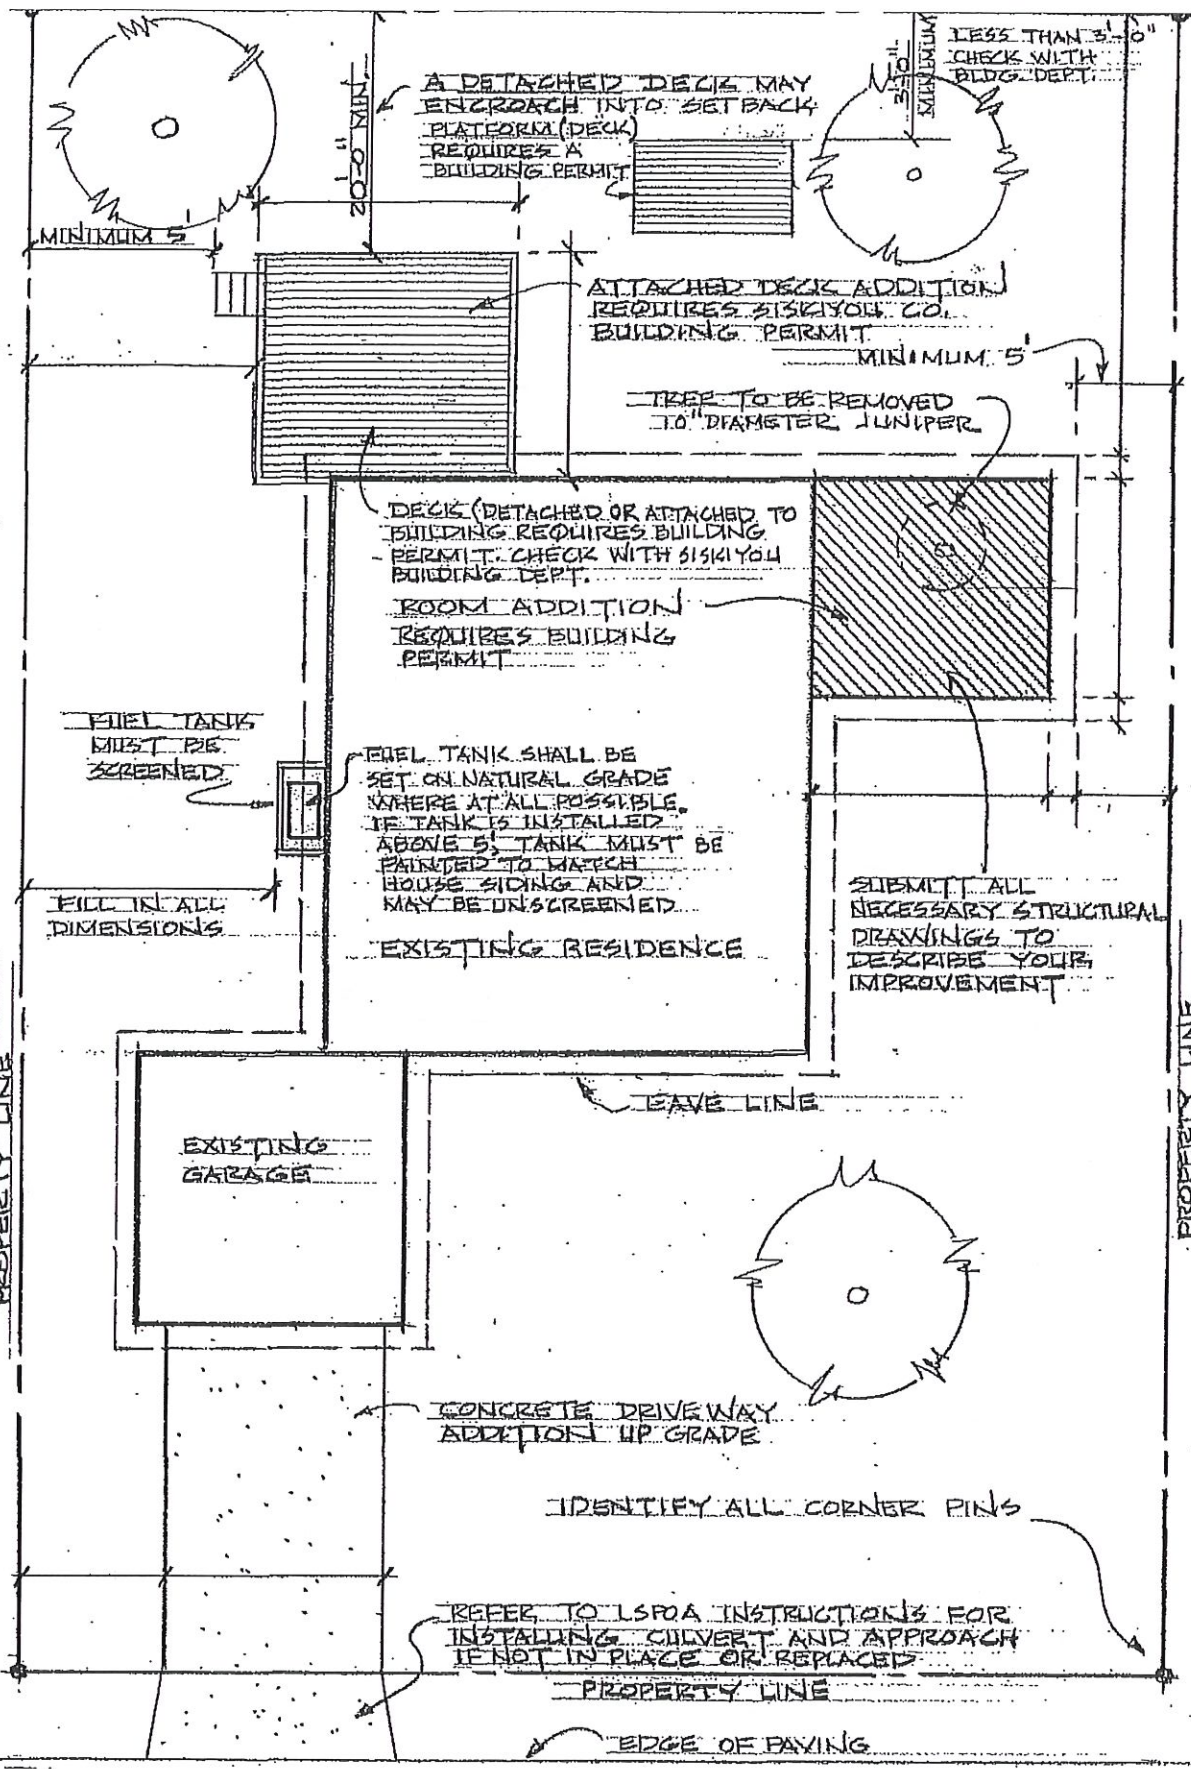 LESS THAN 3'-0"
CHECK WITH
BLDG. DEPT.
3'-0"
MINIMUM
A DETACHED DECK MAY
ENCROACH INTO SETBACK
PLATFORM (DECK)
REQUIRES A
BUILDING PERMIT
20'-0" MIN.
MINIMUM 5'
ATTACHED DECK ADDITION
REQUIRES SISKIYOU CO.
BUILDING PERMIT
MINIMUM 5'
TREE TO BE REMOVED
10" DIAMETER JUNIPER
DECK (DETACHED OR ATTACHED TO
BUILDING REQUIRES BUILDING
PERMIT. CHECK WITH SISKIYOU
BUILDING DEPT.
ROOM ADDITION
REQUIRES BUILDING
PERMIT
FUEL TANK
MUST BE
SCREENED
FUEL TANK SHALL BE
SET ON NATURAL GRADE
WHERE AT ALL POSSIBLE.
IF TANK IS INSTALLED
ABOVE 5', TANK MUST BE
PAINTED TO MATCH
HOUSE SIDING AND
MAY BE UNSCREENED
FILL IN ALL
DIMENSIONS
EXISTING RESIDENCE
SUBMITT ALL
NECESSARY STRUCTURAL
DRAWINGS TO
DESCRIBE YOUR
IMPROVEMENT
PROPERTY LINE
PROPERTY LINE
EAVE LINE
EXISTING
GARAGE
CONCRETE DRIVEWAY
ADDITION UP GRADE
IDENTIFY ALL CORNER PINS
REFER TO LSPOA INSTRUCTIONS FOR
INSTALLING CULVERT AND APPROACH
IF NOT IN PLACE OR REPLACED
PROPERTY LINE
EDGE OF PAVING